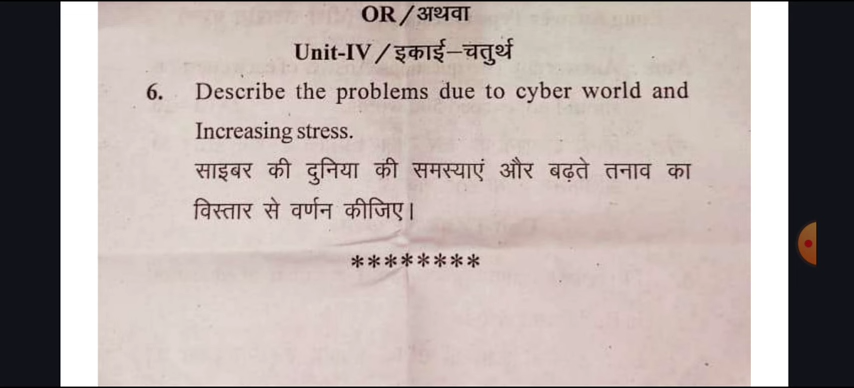 OR / अथवा
Unit-IV / इकाई–चतुर्थ
6. Describe the problems due to cyber world and
Increasing stress.
साइबर की दुनिया की समस्याएं और बढ़ते तनाव का
विस्तार से वर्णन कीजिए।
********